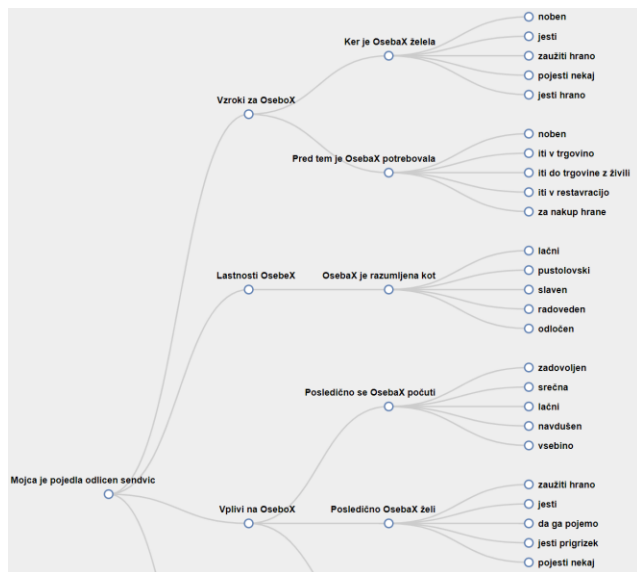 noben
Ker je OsebaX želela
jesti
zaužiti hrano
pojesti nekaj
jesti hrano
Vzroki za OseboX
noben
Pred tem je OsebaX potrebovala
iti v trgovino
iti do trgovine z živili
iti v restavracijo
za nakup hrane
lačni
Lastnosti OsebeX
OsebaX je razumljena kot
pustolovski
slaven
radoveden
odločen
zadovoljen
Posledično se OsebaX počuti
srečna
lačni
navdušen
vsebino
Mojca je pojedla odlicen sendvic
zaužiti hrano
Vplivi na OseboX
Posledično OsebaX želi
jesti
da ga pojemo
jesti prigrizek
pojesti nekaj